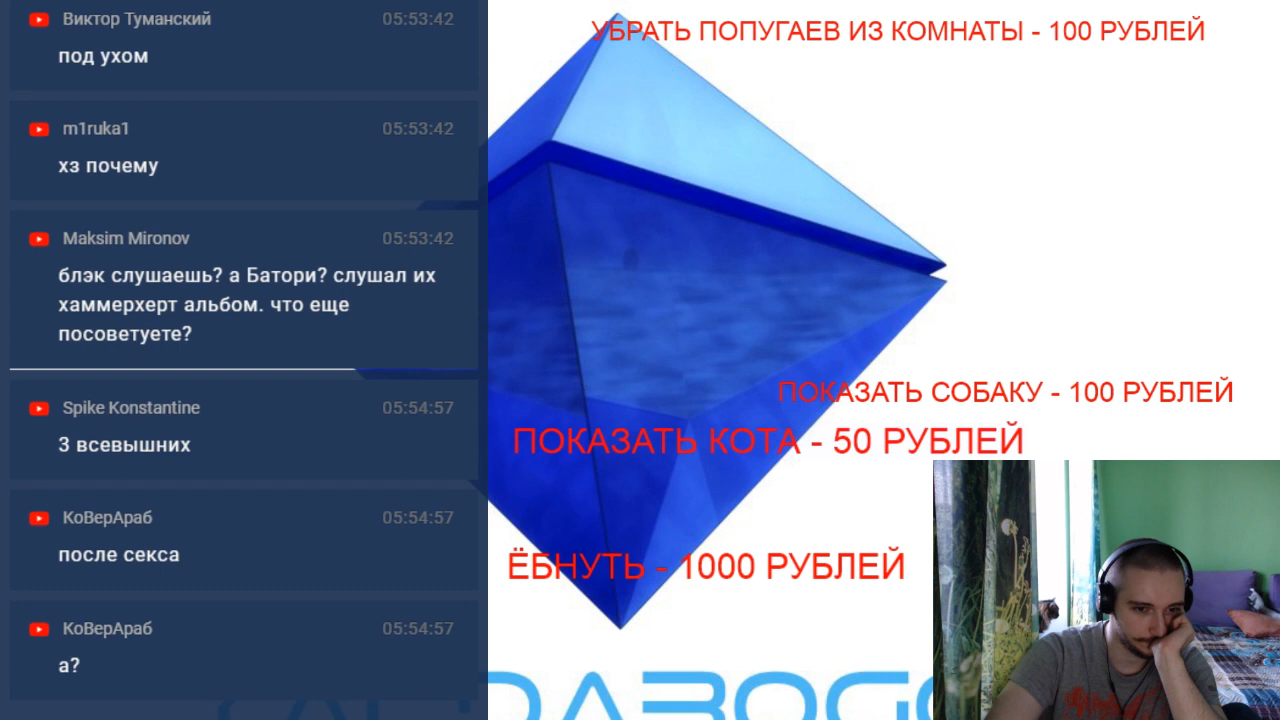 Виктор Туманский 05:53:42
под ухом
m1ruka1 05:53:42
хз почему
Maksim Mironov 05:53:42
блэк слушаешь? а Батори? слушал их
хаммерхерт альбом. что еще
посоветуете?
Spike Konstantine 05:54:57
3 всевышних
КоВерАраб 05:54:57
после секса
КоВерАраб 05:54:57
а?
УБРАТЬ ПОПУГАЕВ ИЗ КОМНАТЫ - 100 РУБЛЕЙ
ПОКАЗАТЬ СОБАКУ - 100 РУБЛЕЙ
ПОКАЗАТЬ КОТА - 50 РУБЛЕЙ
ЁБНУТЬ - 1000 РУБЛЕЙ